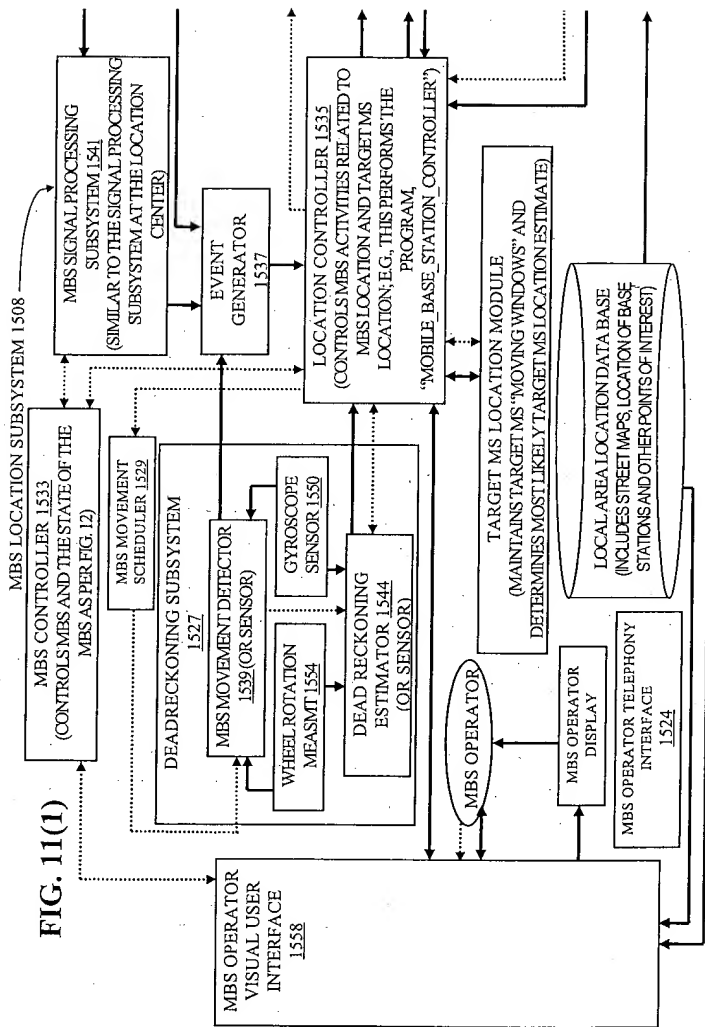 FIG. 11(1)
MBS LOCATION SUBSYSTEM 1508
MBS CONTROLLER 1533
(CONTROLS MBS AND THE STATE OF THE
MBS AS PER FIG. 12)
MBS SIGNAL PROCESSING
SUBSYSTEM 1541
(SIMILAR TO THE SIGNAL PROCESSING
SUBSYSTEM AT THE LOCATION
CENTER)
MBS MOVEMENT
SCHEDULER 1529
EVENT
GENERATOR
1537
DEADRECKONING SUBSYSTEM
1527
MBS MOVEMENT DETECTOR
1539 (OR SENSOR)
GYROSCOPE
SENSOR 1550
WHEEL ROTATION
MEASMT 1554
DEAD RECKONING
ESTIMATOR 1544
(OR SENSOR)
LOCATION CONTROLLER 1535
(CONTROLS MBS ACTIVITIES RELATED TO
MBS LOCATION AND TARGET MS
LOCATION; E.G., THIS PERFORMS THE
PROGRAM,
“MOBILE_BASE_STATION_CONTROLLER”)
MBS OPERATOR
VISUAL USER
INTERFACE
1558
MBS OPERATOR
MBS OPERATOR
DISPLAY
MBS OPERATOR TELEPHONY
INTERFACE
1524
TARGET MS LOCATION MODULE
(MAINTAINS TARGET MS “MOVING WINDOWS” AND
DETERMINES MOST LIKELY TARGET MS LOCATION ESTIMATE)
LOCAL AREA LOCATION DATA BASE
(INCLUDES STREET MAPS, LOCATION OF BASE
STATIONS AND OTHER POINTS OF INTEREST)